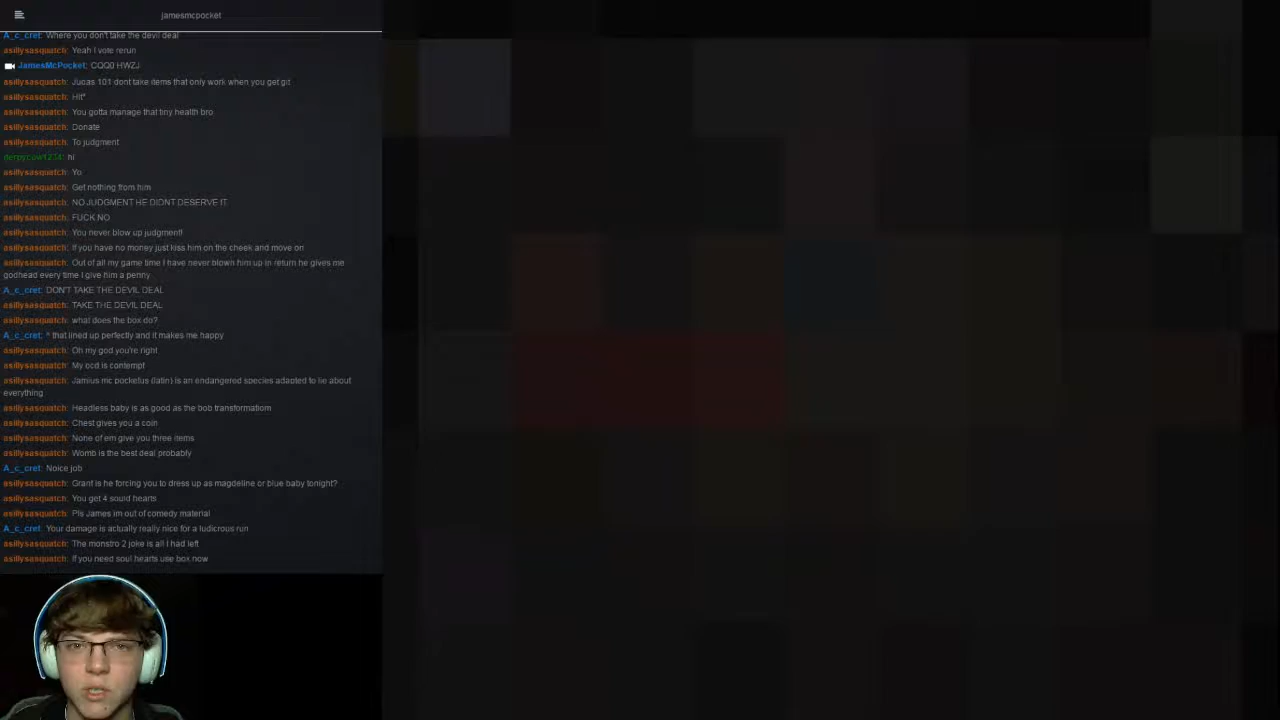 jamesmcpocket
A_c_cret: Where you don't take the devil deal
asillysasquatch: Yeah I vote rerun
JamesMcPocket: CQQ0 HWZJ
asillysasquatch: Judas 101 dont take items that only work when you get git
asillysasquatch: Hit*
asillysasquatch: You gotta manage that tiny health bro
asillysasquatch: Donate
asillysasquatch: To judgment
derpycow1234: hi
asillysasquatch: Yo
asillysasquatch: Get nothing from him
asillysasquatch: NO JUDGMENT HE DIDNT DESERVE IT
asillysasquatch: FUCK NO
asillysasquatch: You never blow up judgment!
asillysasquatch: If you have no money just kiss him on the cheek and move on
asillysasquatch: Out of all my game time I have never blown him up in return he gives me
godhead every time I give him a penny
A_c_cret: DON'T TAKE THE DEVIL DEAL
asillysasquatch: TAKE THE DEVIL DEAL
asillysasquatch: what does the box do?
A_c_cret: ^ that lined up perfectly and it makes me happy
asillysasquatch: Oh my god you're right
asillysasquatch: My ocd is contempt
asillysasquatch: Jamius mc pocketus (latin) is an endangered species adapted to lie about
everything
asillysasquatch: Headless baby is as good as the bob transformatiom
asillysasquatch: Chest gives you a coin
asillysasquatch: None of em give you three items
asillysasquatch: Womb is the best deal probably
A_c_cret: Noice job
asillysasquatch: Grant is he forcing you to dress up as magdeline or blue baby tonight?
asillysasquatch: You get 4 sould hearts
asillysasquatch: Pls James im out of comedy material
A_c_cret: Your damage is actually really nice for a ludicrous run
asillysasquatch: The monstro 2 joke is all I had left
asillysasquatch: If you need soul hearts use box now